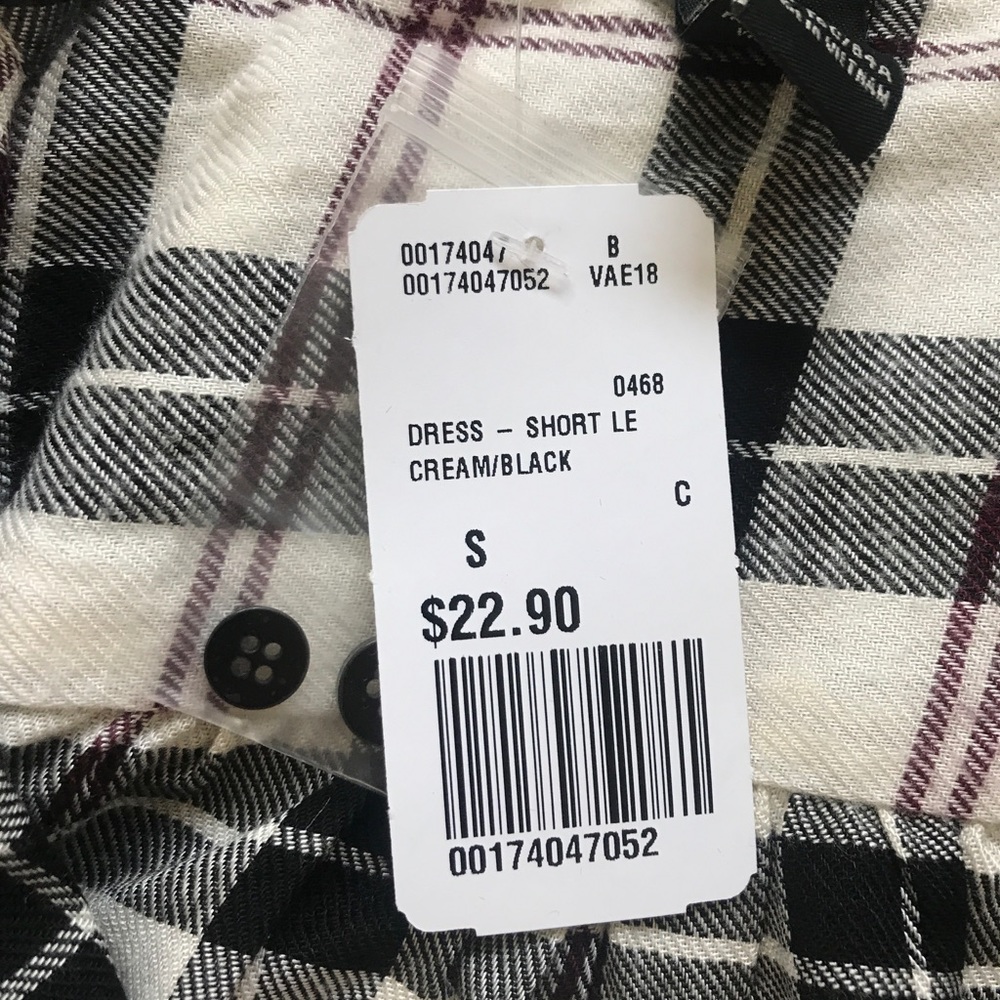 00174047 B
00174047052 VAE18
0468
DRESS – SHORT LE
CREAM/BLACK
C
S
$22.90
00174047052